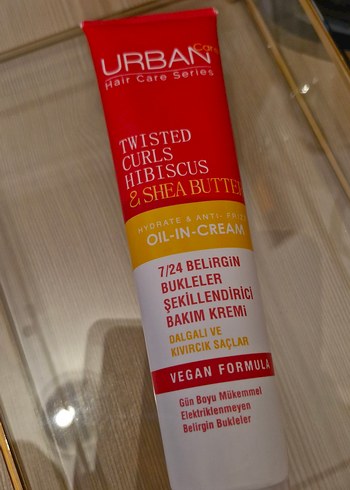 URBAN Care
Hair Care Series
TWISTED
CURLS
HIBISCUS
& SHEA BUTTER
HYDRATE & ANTI- FRIZZ
OIL-IN-CREAM
7/24 BELİRGİN
BUKLELER
ŞEKİLLENDİRİCİ
BAKIM KREMİ
DALGALI VE
KIVIRCIK SAÇLAR
VEGAN FORMULA
Gün Boyu Mükemmel
Elektriklenmeyen
Belirgin Bukleler